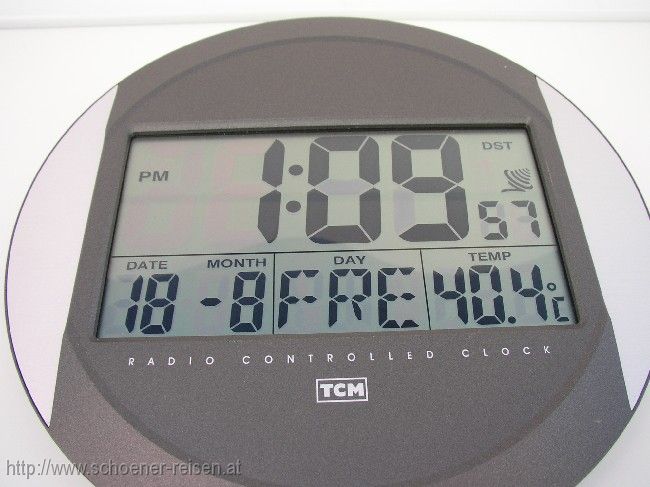 PM 1:09 DST
57
DATE MONTH DAY TEMP
18 -8 FRE 40.4°C
RADIO CONTROLLED CLOCK
TCM
http://www.schoener-reisen.at